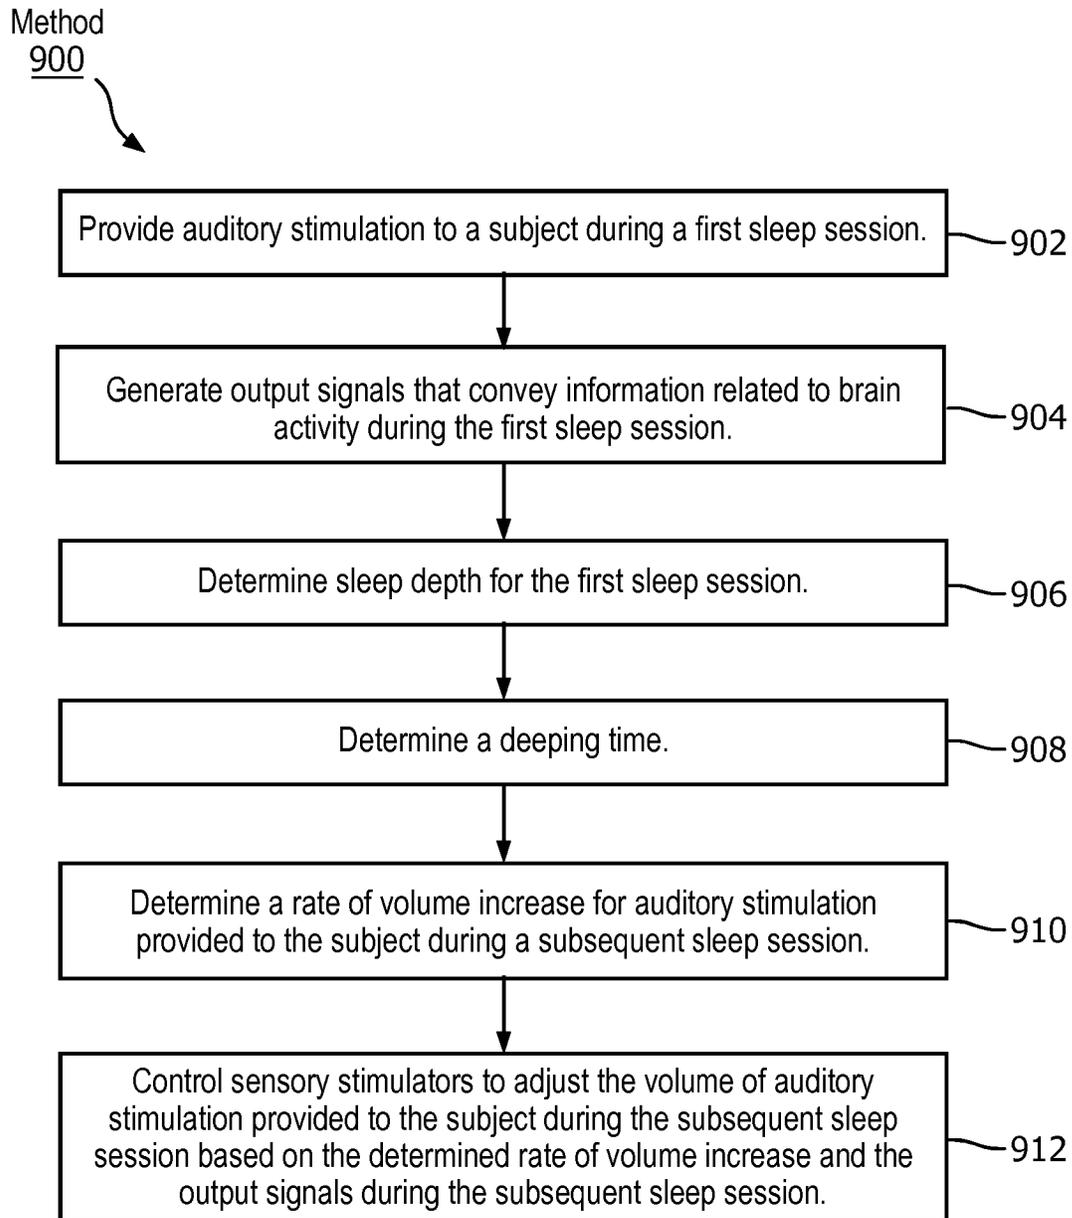 Method
900
Provide auditory stimulation to a subject during a first sleep session.
902
Generate output signals that convey information related to brain
activity during the first sleep session.
904
Determine sleep depth for the first sleep session.
906
Determine a deeping time.
908
Determine a rate of volume increase for auditory stimulation
provided to the subject during a subsequent sleep session.
910
Control sensory stimulators to adjust the volume of auditory
stimulation provided to the subject during the subsequent sleep
session based on the determined rate of volume increase and the
output signals during the subsequent sleep session.
912